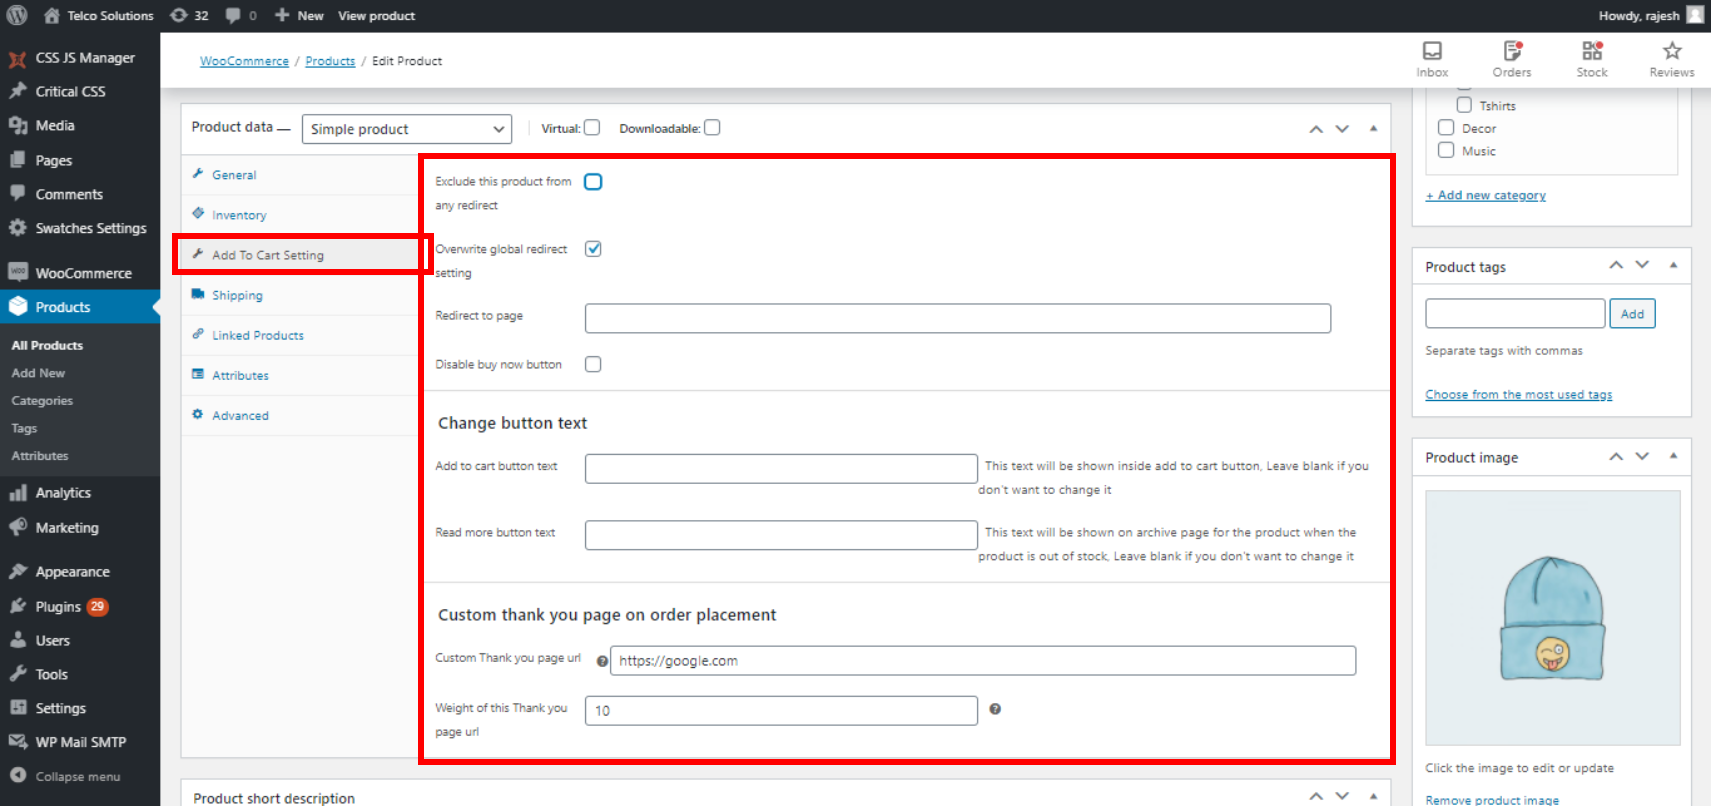 Telco Solutions
32
0
New
View product
Howdy, rajesh
CSS JS Manager
Critical CSS
Media
Pages
Comments
Swatches Settings
WOO
WooCommerce
Products
All Products
Add New
Categories
Tags
Attributes
Analytics
Marketing
Appearance
Plugins 29
Users
Tools
Settings
WP Mail SMTP
Collapse menu
WooCommerce / Products / Edit Product
Inbox
Orders
Stock
Reviews
Product data — Simple product
Virtual:
Downloadable:
General
Inventory
Add To Cart Setting
Shipping
Linked Products
Attributes
Advanced
Exclude this product from
any redirect
Overwrite global redirect
setting
Redirect to page
Disable buy now button
Change button text
Add to cart button text
This text will be shown inside add to cart button, Leave blank if you
don't want to change it
Read more button text
This text will be shown on archive page for the product when the
product is out of stock, Leave blank if you don't want to change it
Custom thank you page on order placement
Custom Thank you page url
? https://google.com
Weight of this Thank you
page url
10
?
Product short description
Tshirts
Decor
Music
+ Add new category
Product tags
Add
Separate tags with commas
Choose from the most used tags
Product image
Click the image to edit or update
Remove product image